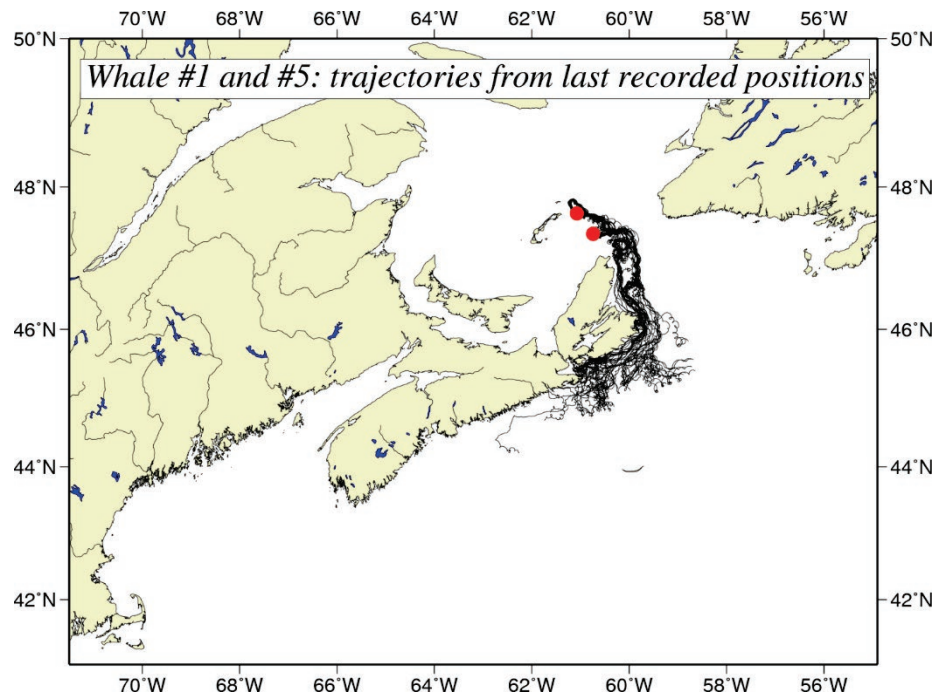 70°W 68°W 66°W 64°W 62°W 60°W 58°W 56°W
50°N 50°N
Whale #1 and #5: trajectories from last recorded positions
48°N 48°N
46°N 46°N
44°N 44°N
42°N 42°N
70°W 68°W 66°W 64°W 62°W 60°W 58°W 56°W